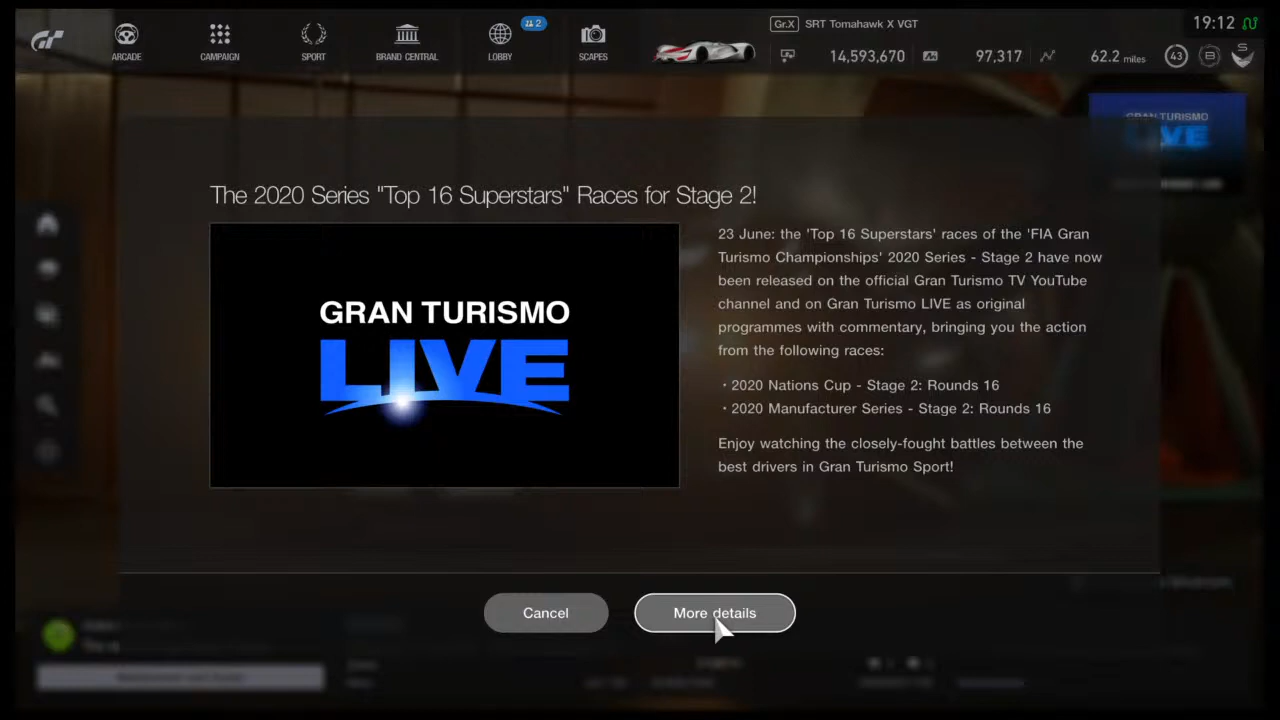 Gr.X SRT Tomahawk X VGT
19:12
2
ARCADE
CAMPAIGN
SPORT
BRAND CENTRAL
LOBBY
SCAPES
14,593,670
97,317
62.2 miles
43
B
S
GRAN TURISMO
LIVE
The 2020 Series "Top 16 Superstars" Races for Stage 2!
GRAN TURISMO
LIVE
23 June: the 'Top 16 Superstars' races of the 'FIA Gran
Turismo Championships' 2020 Series - Stage 2 have now
been released on the official Gran Turismo TV YouTube
channel and on Gran Turismo LIVE as original
programmes with commentary, bringing you the action
from the following races:
・2020 Nations Cup - Stage 2: Rounds 16
・2020 Manufacturer Series - Stage 2: Rounds 16
Enjoy watching the closely-fought battles between the
best drivers in Gran Turismo Sport!
Cancel
More details